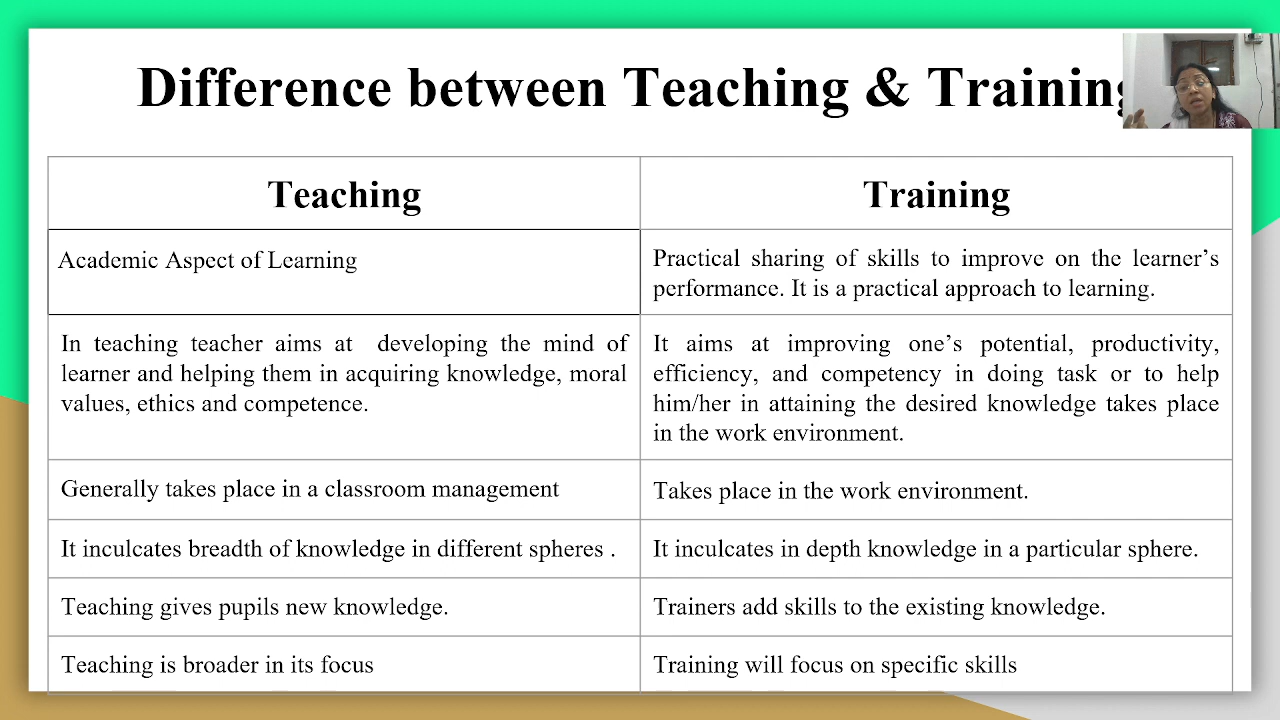 Difference between Teaching & Training
Teaching
Training
Academic Aspect of Learning
Practical sharing of skills to improve on the learner's
performance. It is a practical approach to learning.
In teaching teacher aims at developing the mind of
learner and helping them in acquiring knowledge, moral
values, ethics and competence.
It aims at improving one's potential, productivity,
efficiency, and competency in doing task or to help
him/her in attaining the desired knowledge takes place
in the work environment.
Generally takes place in a classroom management
Takes place in the work environment.
It inculcates breadth of knowledge in different spheres .
It inculcates in depth knowledge in a particular sphere.
Teaching gives pupils new knowledge.
Trainers add skills to the existing knowledge.
Teaching is broader in its focus
Training will focus on specific skills